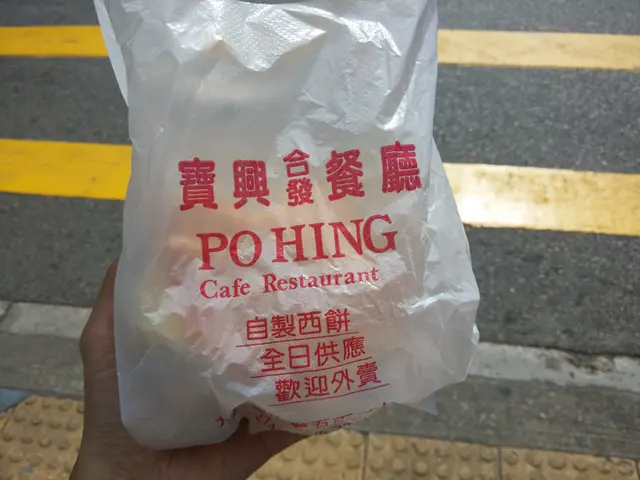 寶興合發餐廳
PO HING
Cafe Restaurant
自製西餅
全日供應
歡迎外賣